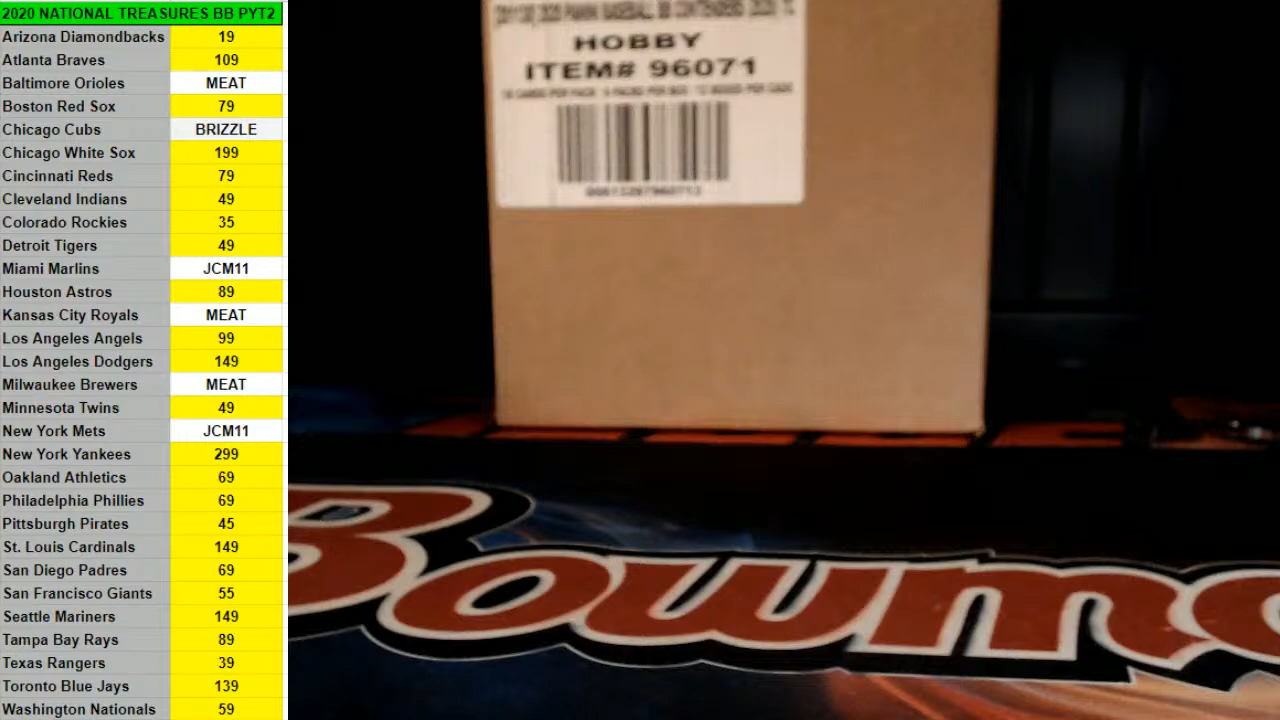 2020 NATIONAL TREASURES BB PYT2
Arizona Diamondbacks 19
Atlanta Braves 109
Baltimore Orioles MEAT
Boston Red Sox 79
Chicago Cubs BRIZZLE
Chicago White Sox 199
Cincinnati Reds 79
Cleveland Indians 49
Colorado Rockies 35
Detroit Tigers 49
Miami Marlins JCM11
Houston Astros 89
Kansas City Royals MEAT
Los Angeles Angels 99
Los Angeles Dodgers 149
Milwaukee Brewers MEAT
Minnesota Twins 49
New York Mets JCM11
New York Yankees 299
Oakland Athletics 69
Philadelphia Phillies 69
Pittsburgh Pirates 45
St. Louis Cardinals 149
San Diego Padres 69
San Francisco Giants 55
Seattle Mariners 149
Tampa Bay Rays 89
Texas Rangers 39
Toronto Blue Jays 139
Washington Nationals 59
2020 PANINI BASEBALL
HOBBY
ITEM# 96071
Bowma